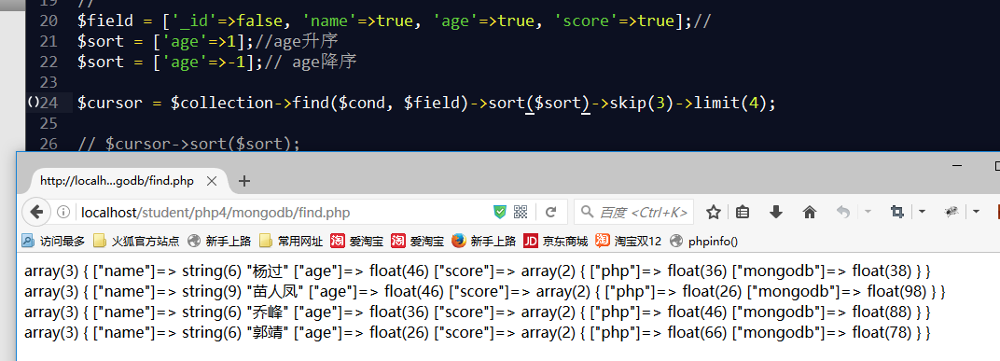 19 //
20 $field = ['_id'=>false, 'name'=>true, 'age'=>true, 'score'=>true];//
21 $sort = ['age'=>1];//age升序
22 $sort = ['age'=>-1];// age降序
23
()24 $cursor = $collection->find($cond, $field)->sort($sort)->skip(3)->limit(4);
25
26 // $cursor->sort($sort);
http://localh...godb/find.php
localhost/student/php4/mongodb/find.php 百度 <Ctrl+K>
访问最多 火狐官方站点 新手上路 常用网址 淘 爱淘宝 淘 爱淘宝 新手上路 JD 京东商城 淘 淘宝双12 phpinfo()
array(3) { ["name"]=> string(6) "杨过" ["age"]=> float(46) ["score"]=> array(2) { ["php"]=> float(36) ["mongodb"]=> float(38) } }
array(3) { ["name"]=> string(9) "苗人凤" ["age"]=> float(46) ["score"]=> array(2) { ["php"]=> float(26) ["mongodb"]=> float(98) } }
array(3) { ["name"]=> string(6) "乔峰" ["age"]=> float(36) ["score"]=> array(2) { ["php"]=> float(46) ["mongodb"]=> float(88) } }
array(3) { ["name"]=> string(6) "郭靖" ["age"]=> float(26) ["score"]=> array(2) { ["php"]=> float(66) ["mongodb"]=> float(78) } }